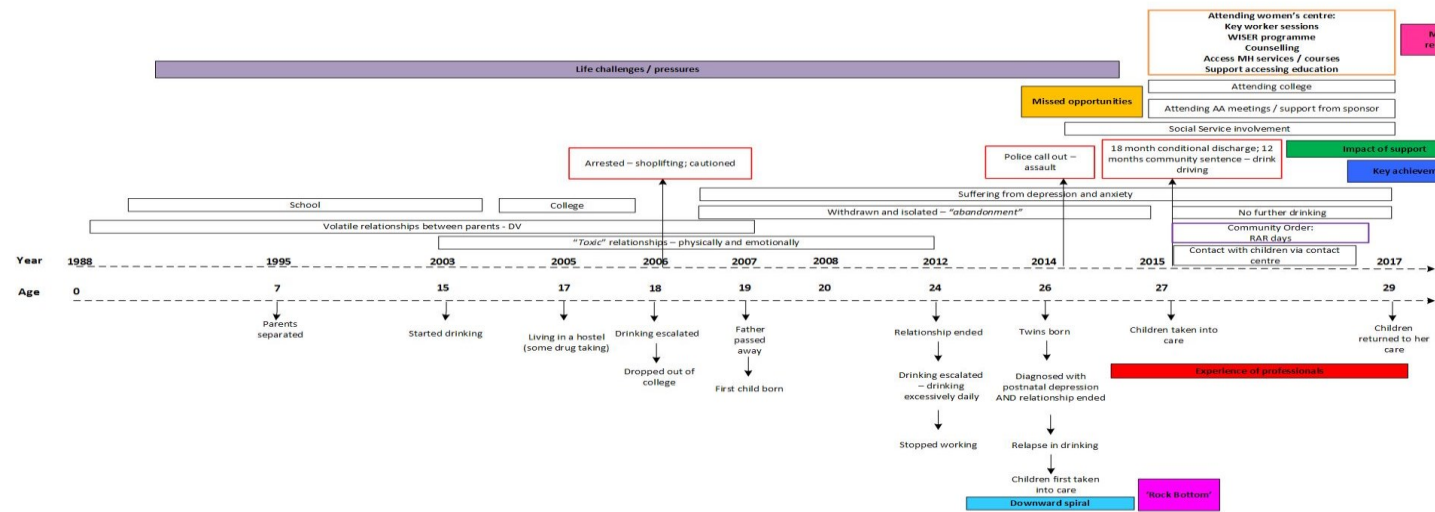 Attending women's centre:
Key worker sessions
WISER programme
Counselling
Access MH services / courses
Support accessing education
Life challenges / pressures
Attending college
Missed opportunities
Attending AA meetings / support from sponsor
Social Service involvement
Arrested – shoplifting; cautioned
Police call out –
assault
18 month conditional discharge; 12
months community sentence – drink
driving
Impact of support
Key achievem
Suffering from depression and anxiety
School
College
Withdrawn and isolated – "abandonment"
No further drinking
Volatile relationships between parents - DV
Community Order:
RAR days
"Toxic" relationships – physically and emotionally
Contact with children via contact
centre
Year 1988 1995 2003 2005 2006 2007 2008 2012 2014 2015 2017
Age 0 7 15 17 18 19 20 24 26 27 29
Parents
separated
Started drinking
Living in a hostel
(some drug taking)
Drinking escalated
Dropped out of
college
Father
passed
away
First child born
Relationship ended
Drinking escalated
– drinking
excessively daily
Stopped working
Twins born
Diagnosed with
postnatal depression
AND relationship ended
Relapse in drinking
Children first taken
into care
Children taken into
care
Children
returned to her
care
Experience of professionals
Downward spiral
'Rock Bottom'